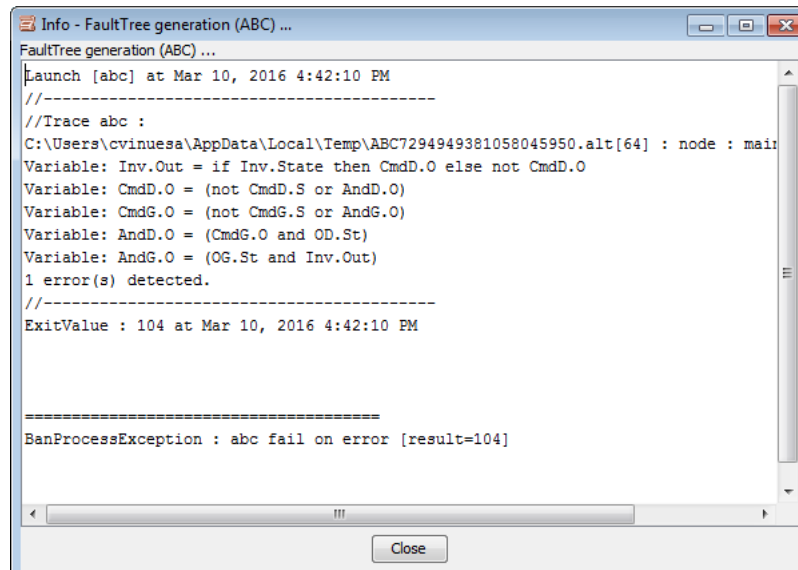 Info - FaultTree generation (ABC) ...
FaultTree generation (ABC) ...
Launch [abc] at Mar 10, 2016 4:42:10 PM
//------------------------------------------
//Trace abc :
C:\Users\cvinuesa\AppData\Local\Temp\ABC7294949381058045950.alt[64] : node : main
Variable: Inv.Out = if Inv.State then CmdD.O else not CmdD.O
Variable: CmdD.O = (not CmdD.S or AndD.O)
Variable: CmdG.O = (not CmdG.S or AndG.O)
Variable: AndD.O = (CmdG.O and OD.St)
Variable: AndG.O = (OG.St and Inv.Out)
1 error(s) detected.
//------------------------------------------
ExitValue : 104 at Mar 10, 2016 4:42:10 PM
======================================
BanProcessException : abc fail on error [result=104]
Close